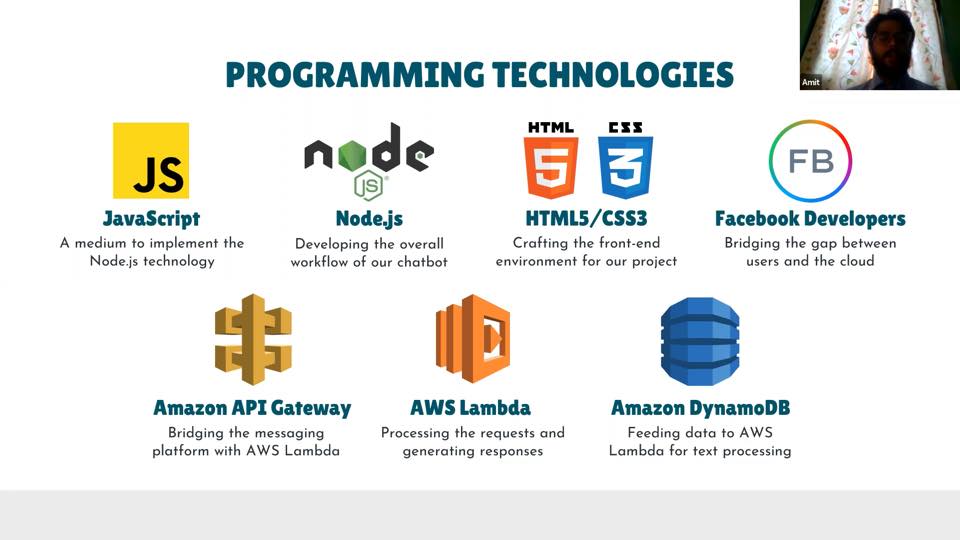 Amit
PROGRAMMING TECHNOLOGIES
JS
JavaScript
A medium to implement the
Node.js technology
node
JS
Node.js
Developing the overall
workflow of our chatbot
HTML
5
CSS
3
HTML5/CSS3
Crafting the front-end
environment for our project
FB
Facebook Developers
Bridging the gap between
users and the cloud
Amazon API Gateway
Bridging the messaging
platform with AWS Lambda
AWS Lambda
Processing the requests and
generating responses
Amazon DynamoDB
Feeding data to AWS
Lambda for text processing